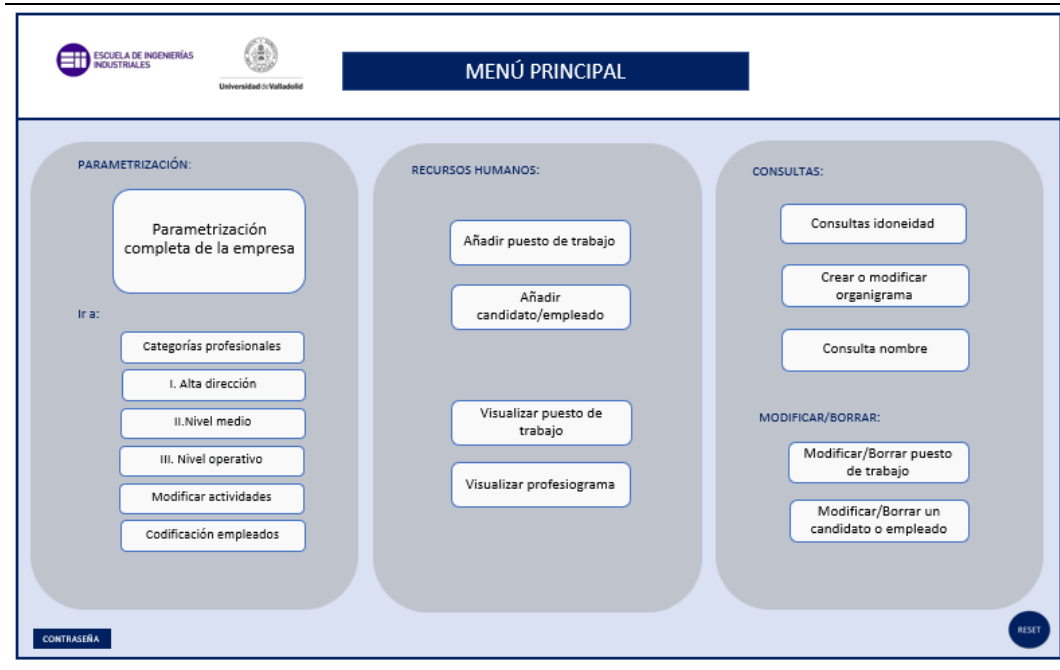 ESCUELA DE INGENIERÍAS
INDUSTRIALES
Universidad de Valladolid
MENÚ PRINCIPAL
PARAMETRIZACIÓN:
Parametrización
completa de la empresa
Ir a:
Categorías profesionales
I. Alta dirección
II.Nivel medio
III. Nivel operativo
Modificar actividades
Codificación empleados
RECURSOS HUMANOS:
Añadir puesto de trabajo
Añadir
candidato/empleado
Visualizar puesto de
trabajo
Visualizar profesiograma
CONSULTAS:
Consultas idoneidad
Crear o modificar
organigrama
Consulta nombre
MODIFICAR/BORRAR:
Modificar/Borrar puesto
de trabajo
Modificar/Borrar un
candidato o empleado
CONTRASEÑA
RESET